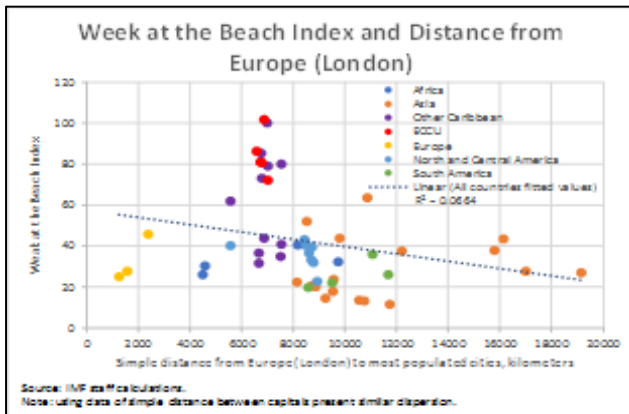 Week at the Beach Index and Distance from
Europe (London)
120
100
80
60
40
20
0
Week at the Beach Index
Africa
Asia
Other Caribbean
ECCU
Europe
North and Central America
South America
Linear (All countries fitted values)
R² = 0.0664
0 2000 4000 6000 8000 10000 12000 14000 16000 18000 20000
Simple distance from Europe (London) to most populated cities, kilometers
Source: IMF staff calculations.
Note: using data of simple distance between capitals present similar dispersion.